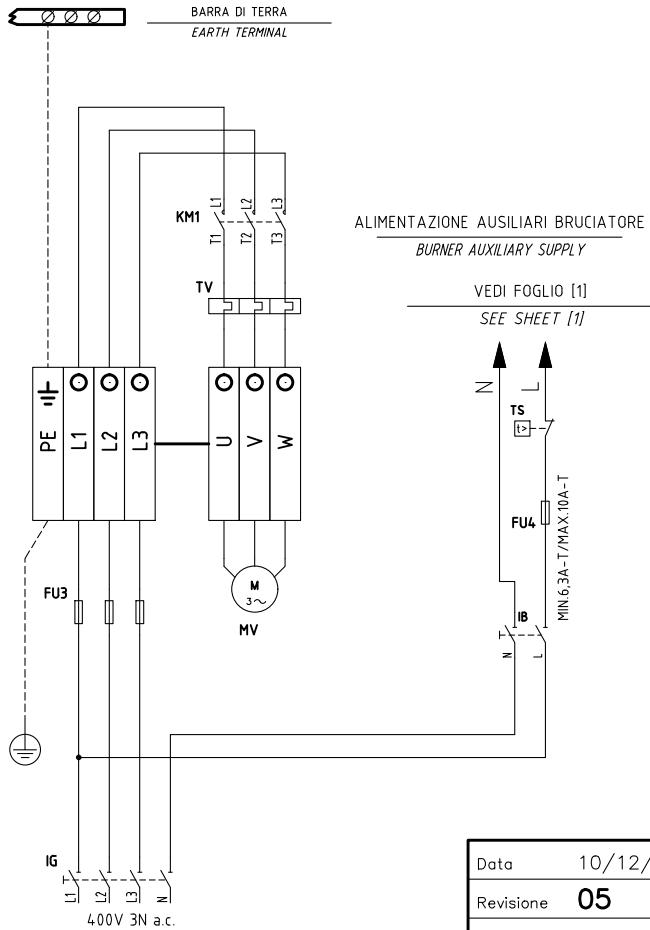 BARRA DI TERRA
EARTH TERMINAL
KM1
L1
L2
L3
T1
T2
T3
ALIMENTAZIONE AUSILIARI BRUCIATORE
BURNER AUXILIARY SUPPLY
TV
VEDI FOGLIO [1]
SEE SHEET [1]
N
L
PE
L1
L2
L3
U
V
W
TS
t>
FU4
MIN.6,3A-T/MAX.10A-T
FU3
M
3~
MV
IB
N
L
IG
L1
L2
L3
N
400V 3N a.c.
Data 10/12/
Revisione 05